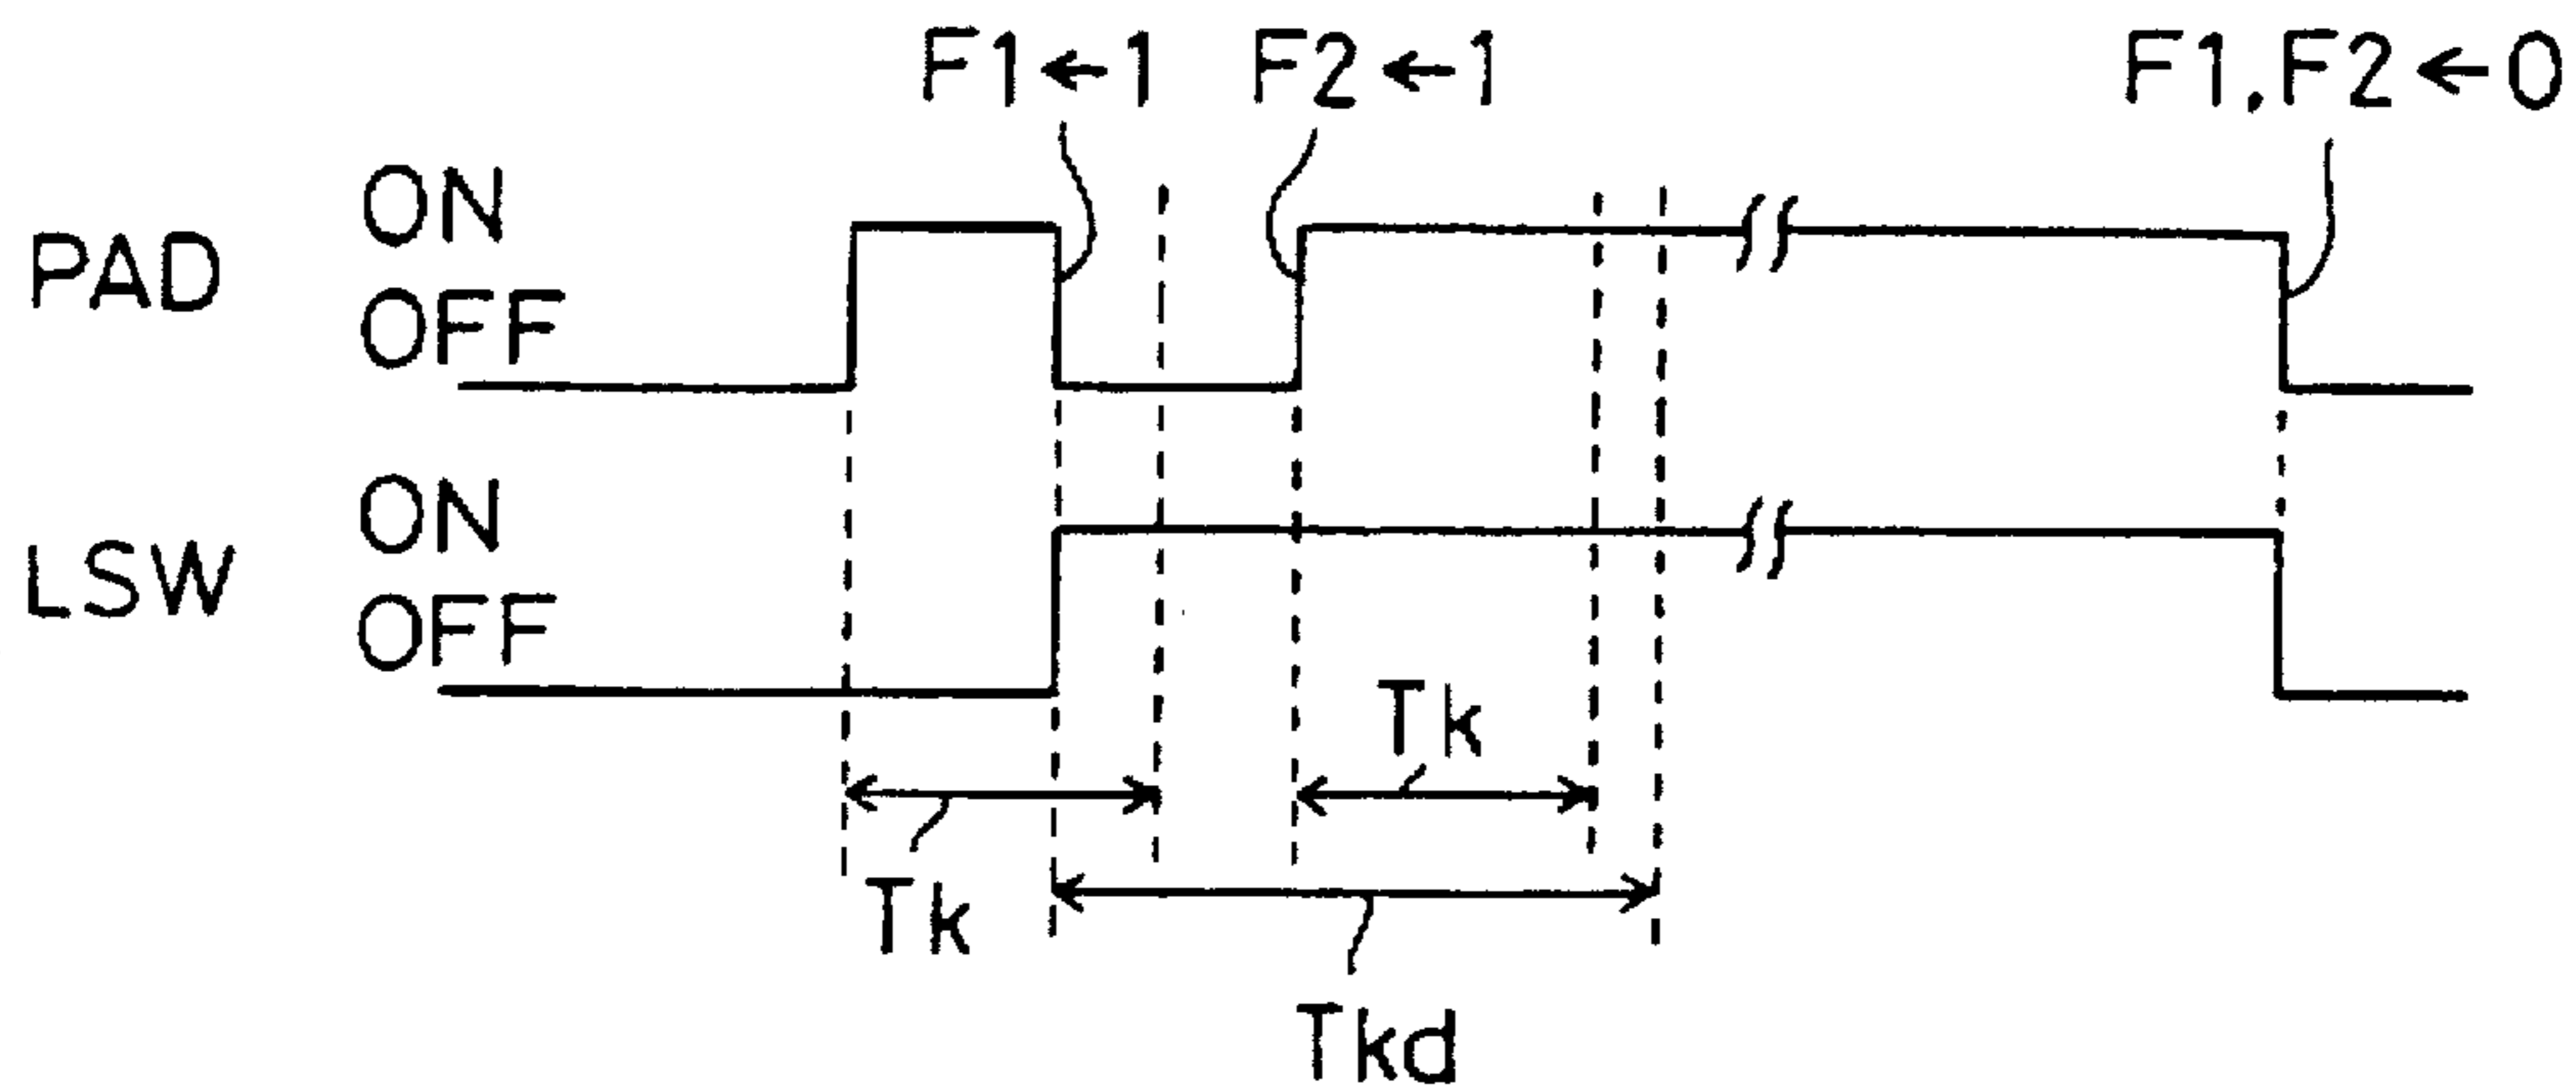 F1←1 F2←1 F1,F2←0
ON
PAD
OFF
ON
LSW
OFF
Tk
Tk
Tkd